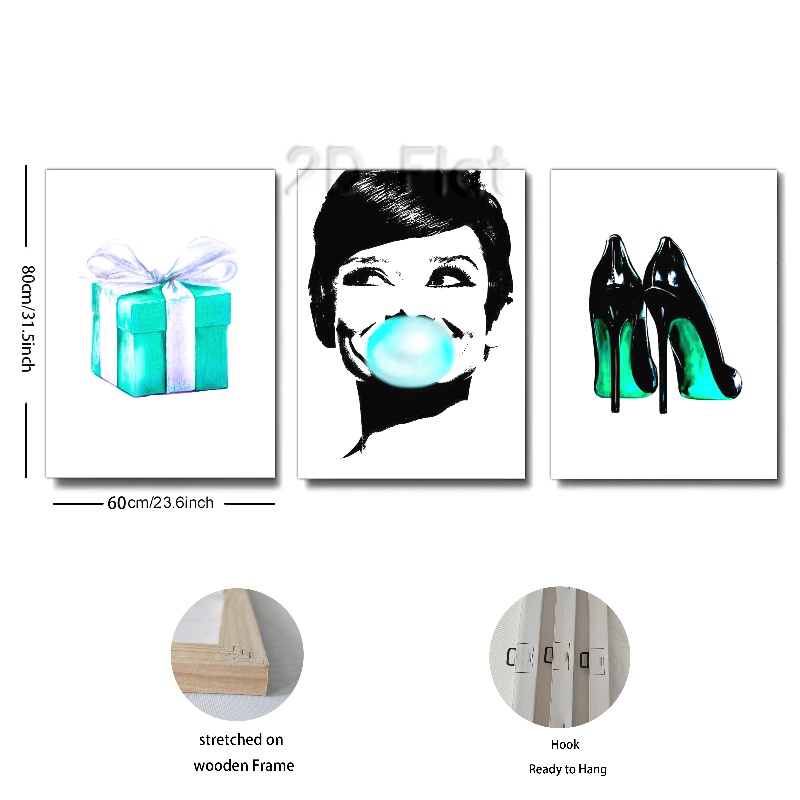 2D Flat
80cm/31.5inch
60cm/23.6inch
stretched on
wooden Frame
Hook
Ready to Hang